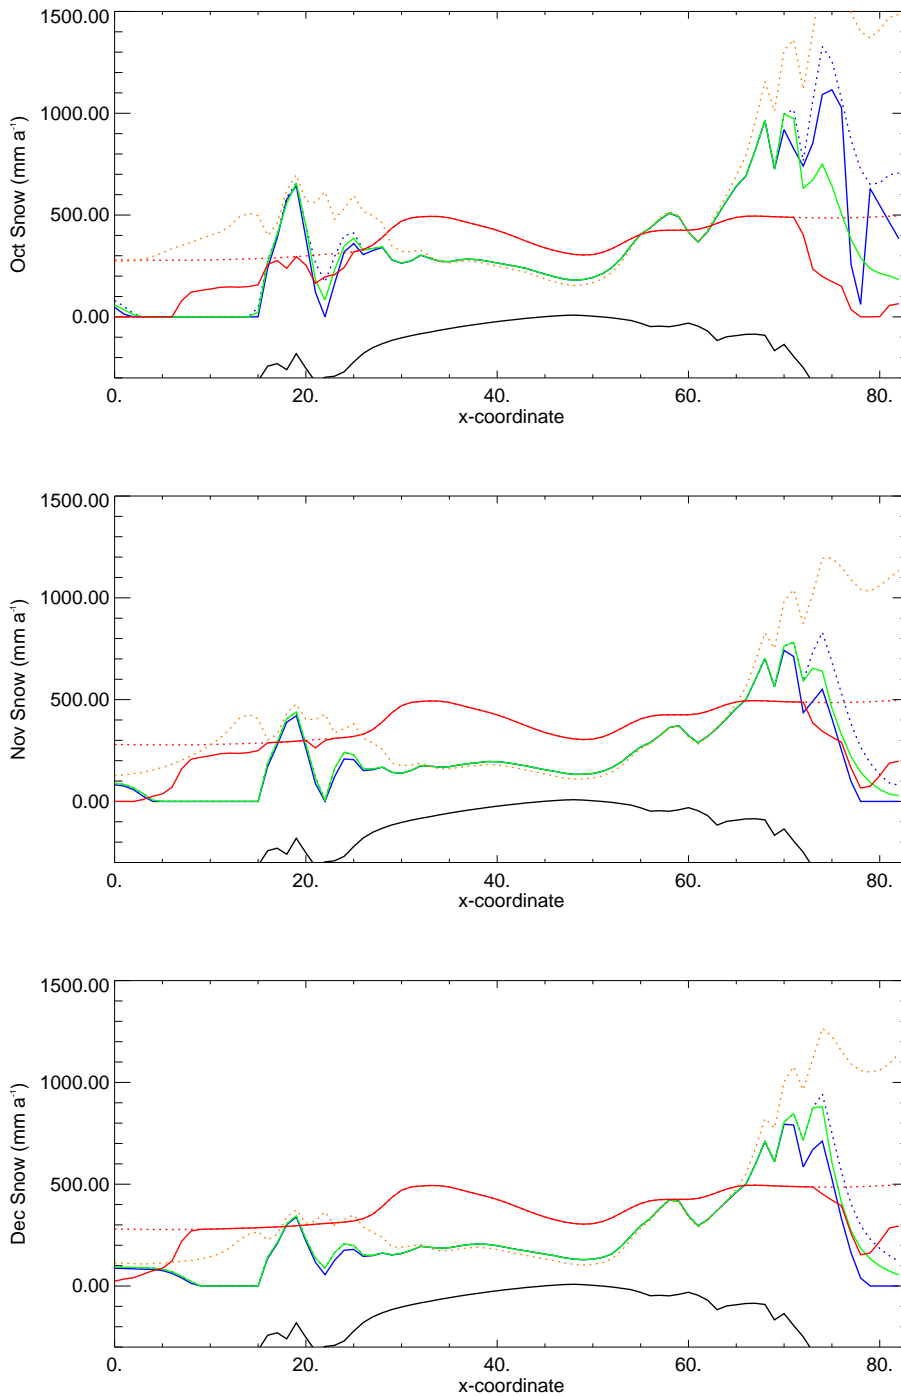 1500.00
1000.00
500.00
0.00
Oct Snow (mm a⁻¹)
0. 20. 40. 60. 80.
x-coordinate
1500.00
1000.00
500.00
0.00
Nov Snow (mm a⁻¹)
0. 20. 40. 60. 80.
x-coordinate
1500.00
1000.00
500.00
0.00
Dec Snow (mm a⁻¹)
0. 20. 40. 60. 80.
x-coordinate